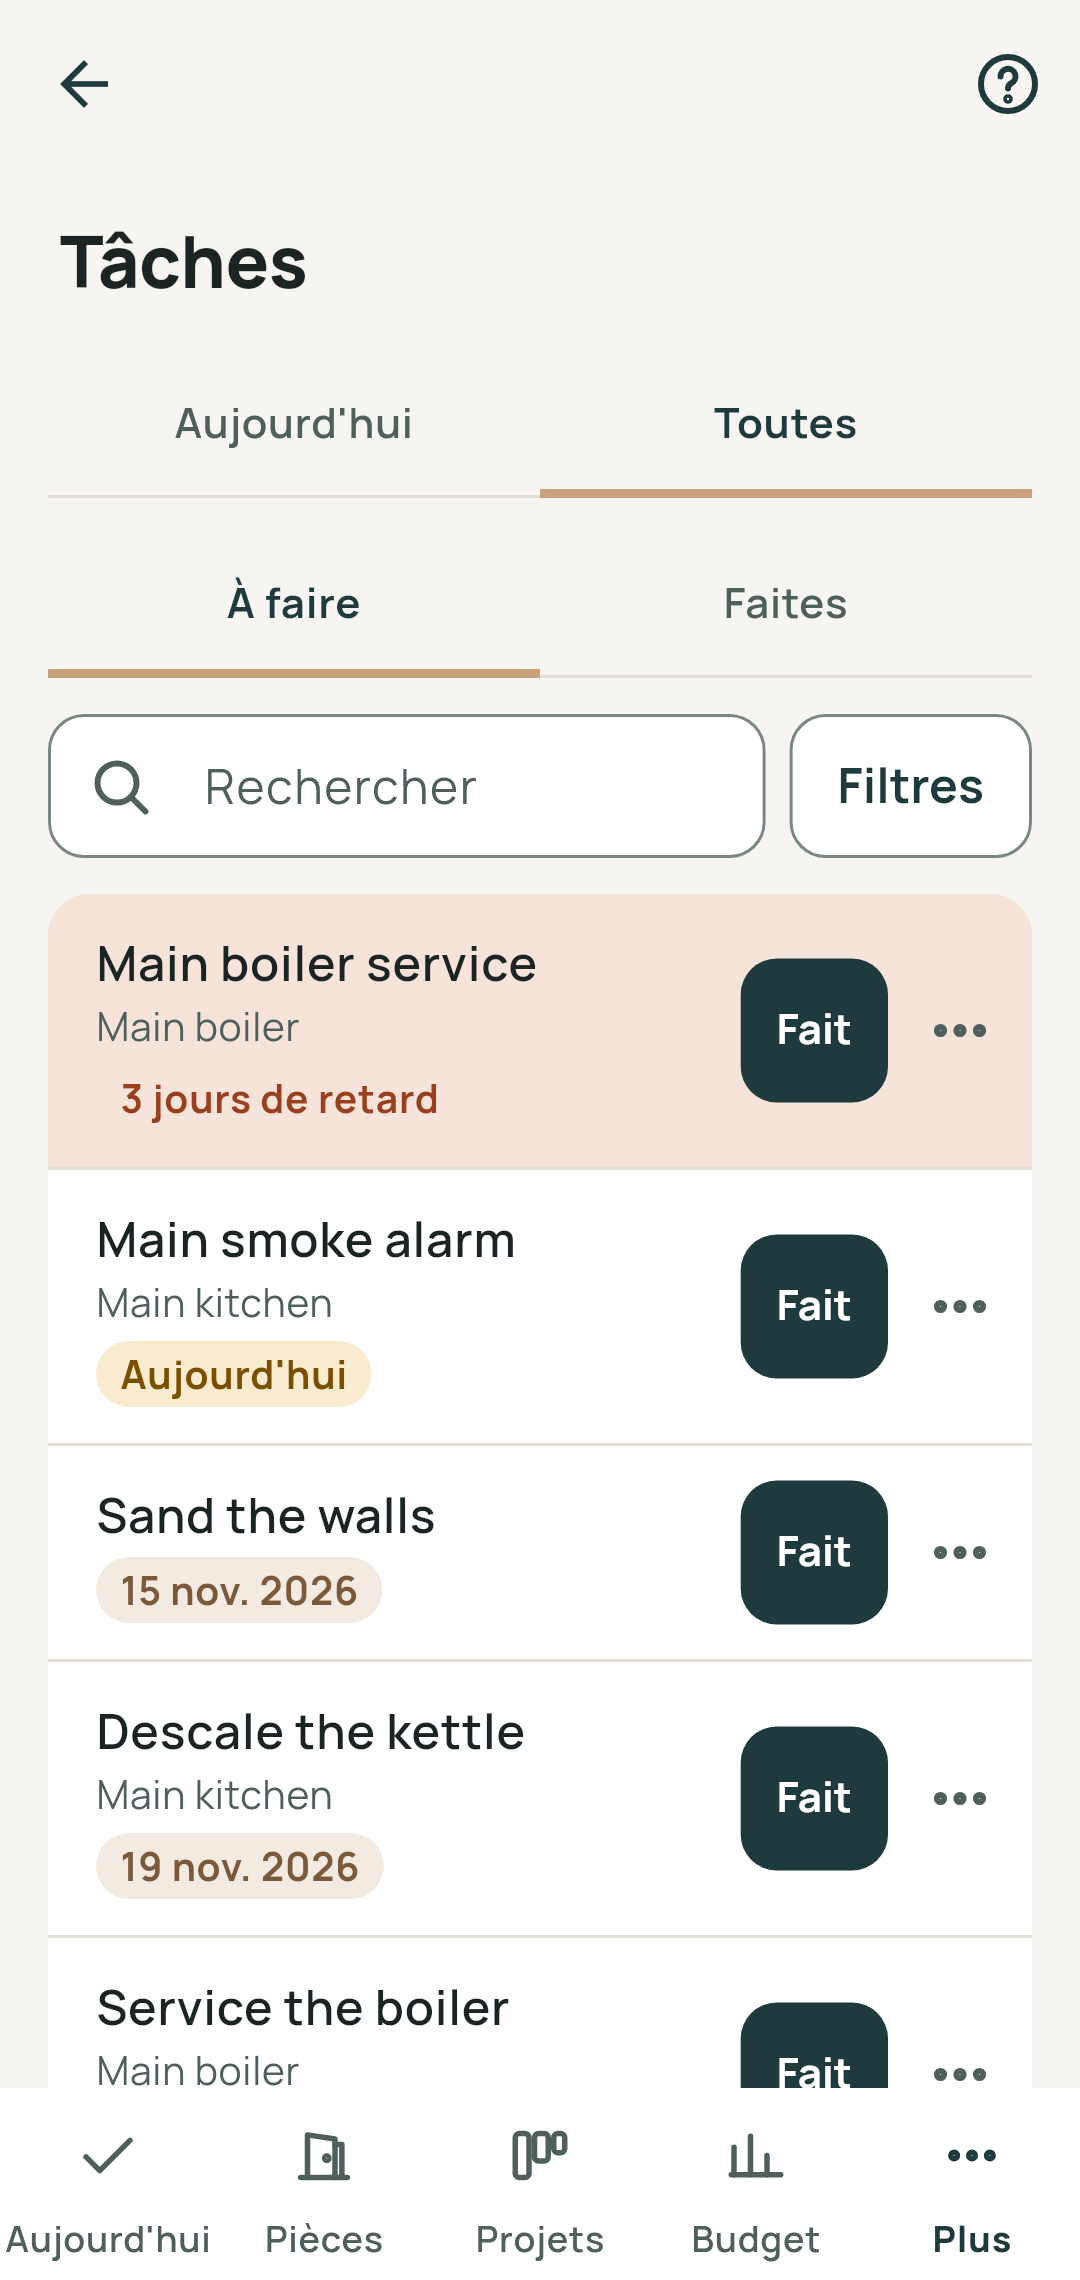 Tâches
Aujourd'hui
Toutes
À faire
Faites
Rechercher
Filtres
Main boiler service
Main boiler
3 jours de retard
Fait
Main smoke alarm
Main kitchen
Aujourd'hui
Fait
Sand the walls
15 nov. 2026
Fait
Descale the kettle
Main kitchen
19 nov. 2026
Fait
Service the boiler
Main boiler
Fait
Aujourd'hui
Pièces
Projets
Budget
Plus